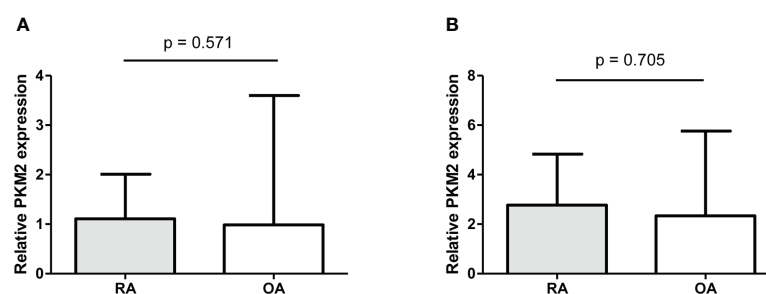 A
p = 0.571
Relative PKM2 expression
4
3
2
1
0
RA
OA
B
p = 0.705
Relative PKM2 expression
8
6
4
2
0
RA
OA